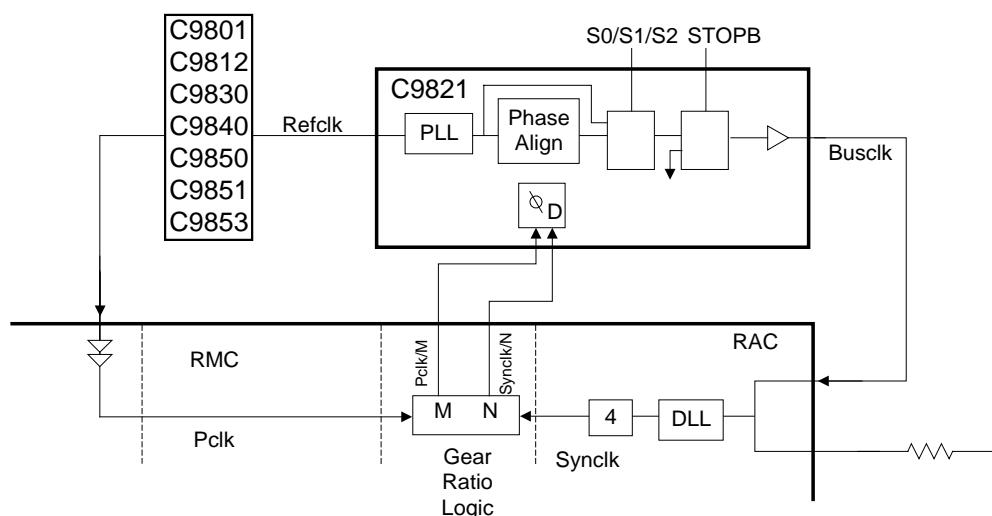 C9801
C9812
C9830
C9840
C9850
C9851
C9853
Refclk
S0/S1/S2 STOPB
C9821
PLL
Phase
Align
Busclk
D
RMC
Pclk/M
Synclk/N
RAC
M N
4
DLL
Pclk
Gear
Ratio
Logic
Synclk